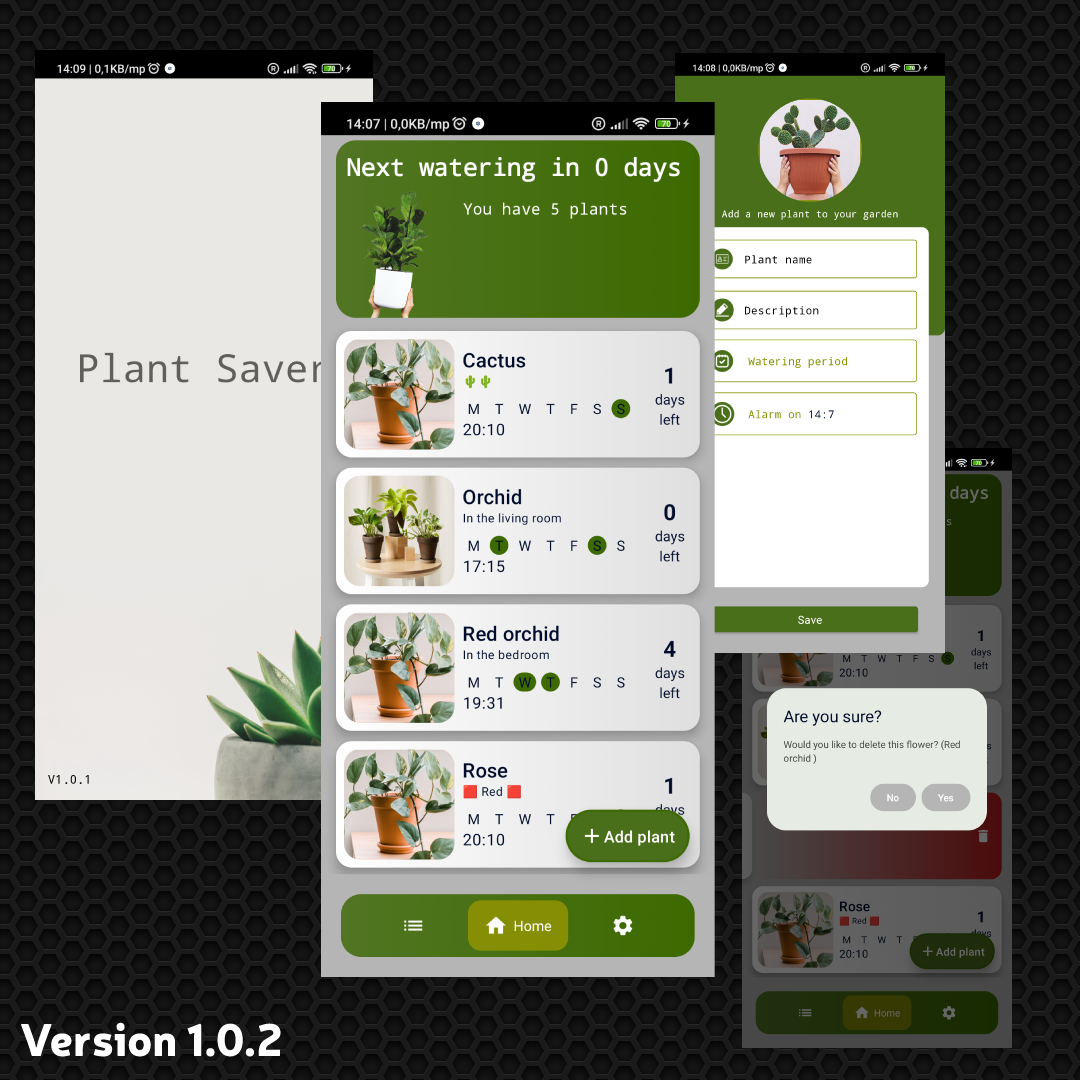 14:09 | 0,1KB/mp
R
70
Plant Saver
V1.0.1
14:07 | 0,0KB/mp
R
70
Next watering in 0 days
You have 5 plants
Cactus
M T W T F S S
20:10
1
days
left
Orchid
In the living room
M T W T F S S
17:15
0
days
left
Red orchid
In the bedroom
M T W T F S S
19:31
4
days
left
Rose
🟥 Red 🟥
M T W T
20:10
1
days
+ Add plant
Home
14:08 | 0,0KB/mp
R
70
Add a new plant to your garden
Plant name
Description
Watering period
Alarm on 14:7
Save
days
s
M T W T F S S
20:10
1
days
left
Are you sure?
Would you like to delete this flower? (Red
orchid )
No Yes
Rose
🟥 Red 🟥
M T W T
20:10
1
days
+ Add plant
Home
Version 1.0.2